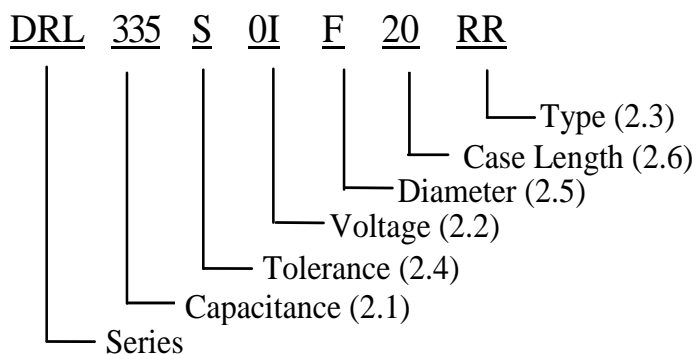 DRL 335 S 0I F 20 RR
Type (2.3)
Case Length (2.6)
Diameter (2.5)
Voltage (2.2)
Tolerance (2.4)
Capacitance (2.1)
Series